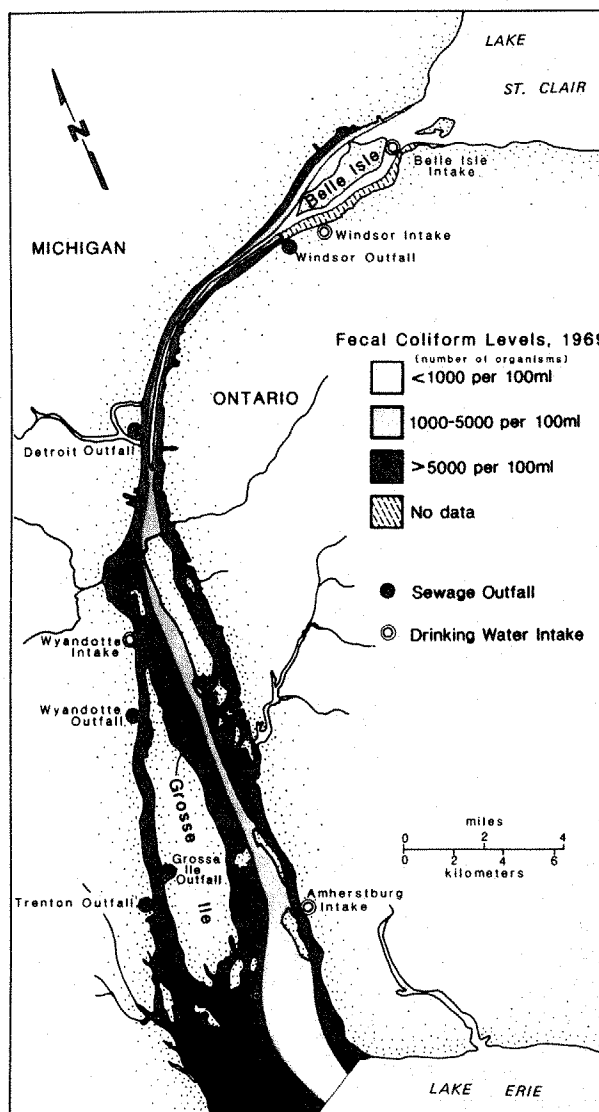 LAKE
ST. CLAIR
N
Belle Isle
Belle Isle
Intake
Windsor Intake
Windsor Outfall
MICHIGAN
Fecal Coliform Levels, 1969
(number of organisms)
<1000 per 100ml
1000-5000 per 100ml
>5000 per 100ml
No data
ONTARIO
Detroit Outfall
Sewage Outfall
Drinking Water Intake
Wyandotte
Intake
Wyandotte
Outfall
Grosse
Ile
Grosse
Ile
Outfall
Trenton Outfall
Amherstburg
Intake
miles
0 2 4
0 2 4 6
kilometers
LAKE ERIE